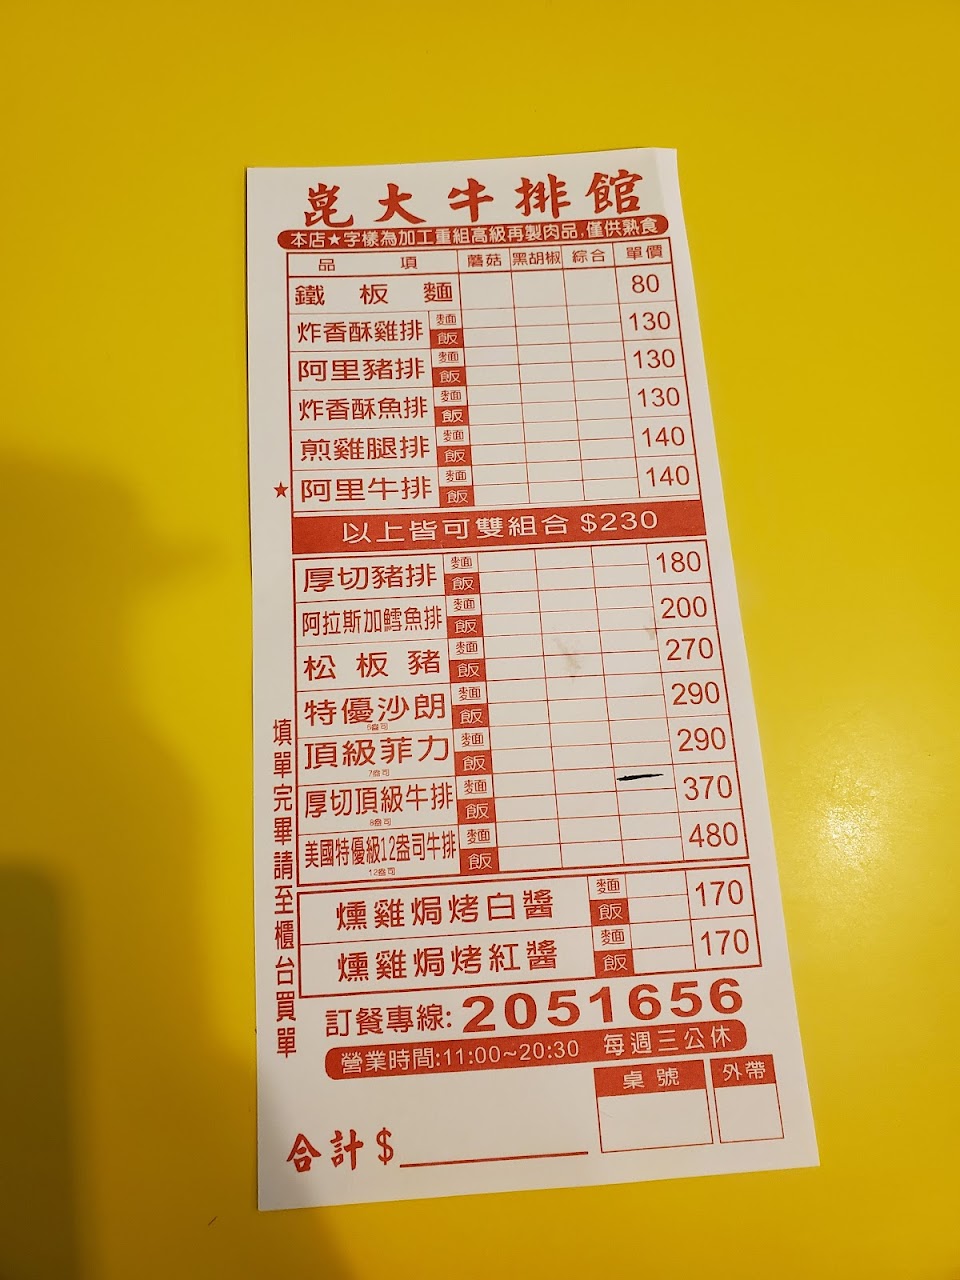 崑大牛排館
本店★字樣為加工重組高級再製肉品,僅供熟食
品項 蘑菇 黑胡椒 綜合 單價
鐵板麵 80
炸香酥雞排 麵 飯 130
阿里豬排 麵 飯 130
炸香酥魚排 麵 飯 130
煎雞腿排 麵 飯 140
★ 阿里牛排 麵 飯 140
以上皆可雙組合 $230
厚切豬排 麵 飯 180
阿拉斯加鱈魚排 麵 飯 200
松板豬 麵 飯 270
特優沙朗 麵 飯 290
盎司
頂級菲力 麵 飯 290
7盎司
厚切頂級牛排 麵 飯 370
8盎司
美國特優級12盎司牛排 麵 飯 480
12盎司
燻雞焗烤白醬 麵 飯 170
燻雞焗烤紅醬 麵 飯 170
填單完畢請至櫃台買單
訂餐專線: 2051656
營業時間:11:00~20:30 每週三公休
桌號 外帶
合計 $